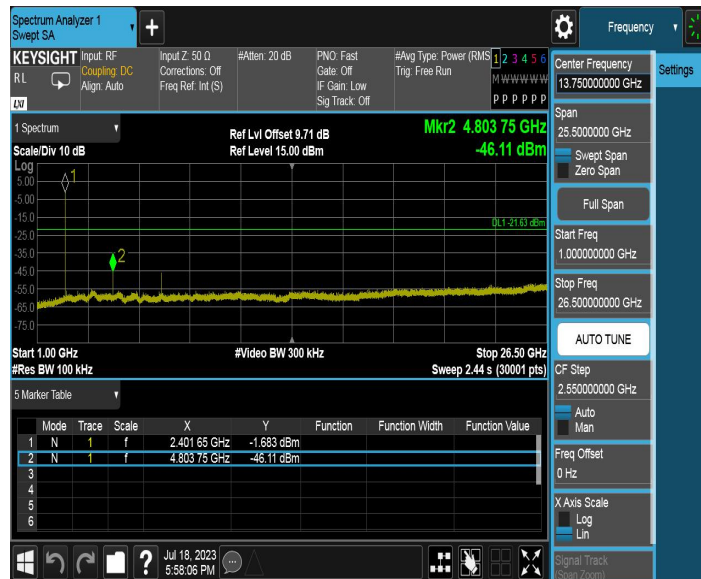 Spectrum Analyzer 1
Swept SA
+
Frequency
KEYSIGHT
RL
LXI
Input: RF
Coupling: DC
Align: Auto
Input Z: 50 Ω
Corrections: Off
Freq Ref: Int (S)
#Atten: 20 dB
PNO: Fast
Gate: Off
IF Gain: Low
Sig Track: Off
#Avg Type: Power (RMS
Trig: Free Run
1 2 3 4 5 6
M W W W W W
P P P P P P
1 Spectrum
Scale/Div 10 dB
Ref Lvl Offset 9.71 dB
Ref Level 15.00 dBm
Mkr2 4.803 75 GHz
-46.11 dBm
Log
5.00
-5.00
-15.0
-25.0
-35.0
-45.0
-55.0
-65.0
-75.0
1
2
DL1 -21.63 dBm
Start 1.00 GHz
#Res BW 100 kHz
#Video BW 300 kHz
Stop 26.50 GHz
Sweep 2.44 s (30001 pts)
5 Marker Table
Mode Trace Scale X Y Function Function Width Function Value
1 N 1 f 2.401 65 GHz -1.683 dBm
2 N 1 f 4.803 75 GHz -46.11 dBm
3
4
5
6
?
Jul 18, 2023
5:58:06 PM
Center Frequency
13.750000000 GHz
Settings
Span
25.5000000 GHz
Swept Span
Zero Span
Full Span
Start Freq
1.000000000 GHz
Stop Freq
26.500000000 GHz
AUTO TUNE
CF Step
2.550000000 GHz
Auto
Man
Freq Offset
0 Hz
X Axis Scale
Log
Lin
Signal Track
(Span Zoom)